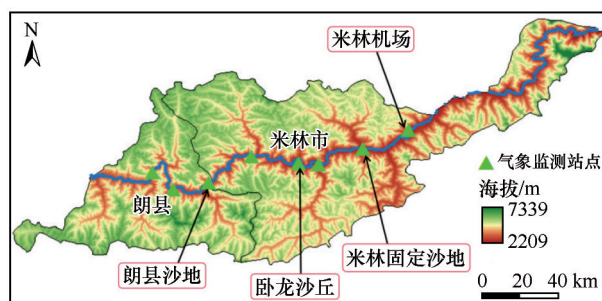 N
米林机场
米林市
朗县
朗县沙地
卧龙沙丘
米林固定沙地
气象监测站点
海拔/m
7339
2209
0 20 40 km